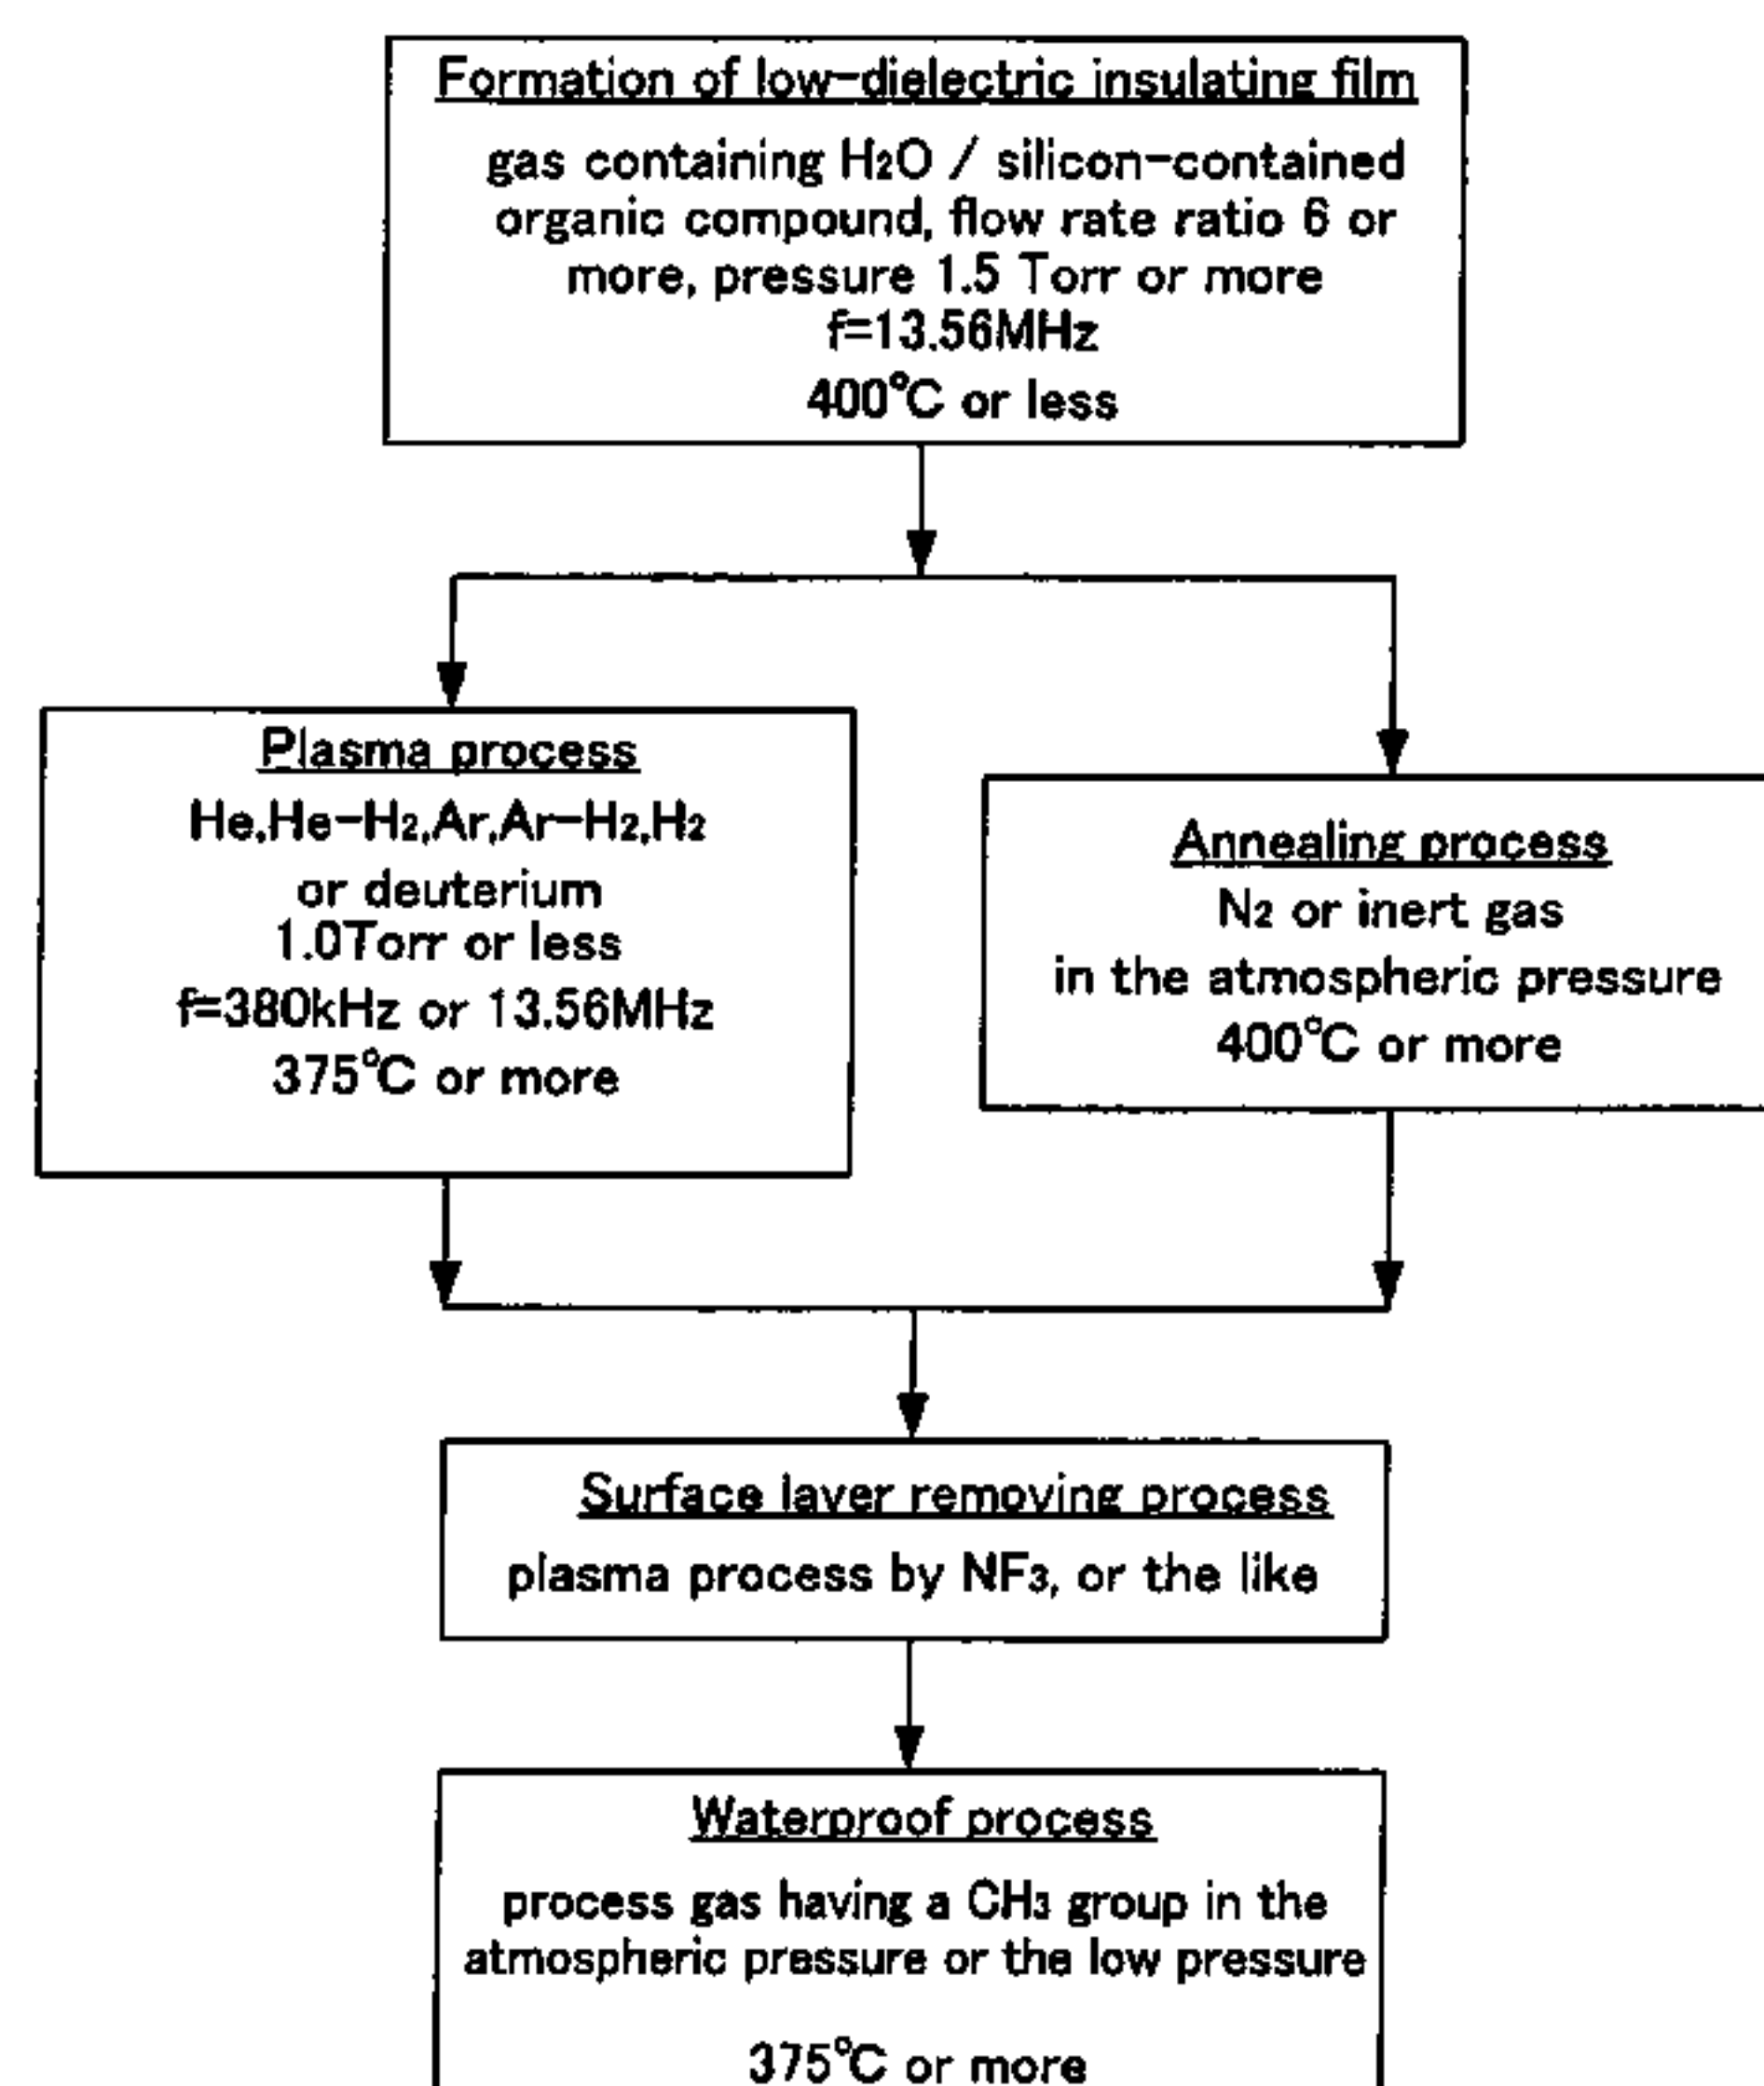 Formation of low-dielectric insulating film
gas containing H₂O / silicon-contained
organic compound, flow rate ratio 6 or
more, pressure 1.5 Torr or more
f=13.56MHz
400℃ or less
Plasma process
He,He-H₂,Ar,Ar-H₂,H₂
or deuterium
1.0Torr or less
f=380kHz or 13.56MHz
375℃ or more
Annealing process
N₂ or inert gas
in the atmospheric pressure
400℃ or more
Surface layer removing process
plasma process by NF₃, or the like
Waterproof process
process gas having a CH₃ group in the
atmospheric pressure or the low pressure
375℃ or more